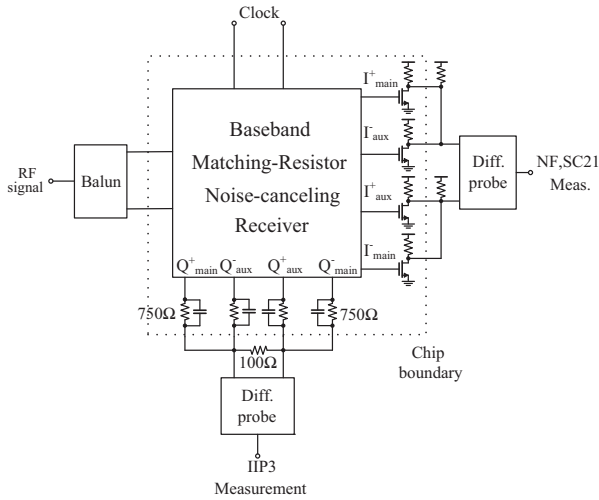 Clock
I+main
Baseband
Matching-Resistor
Noise-canceling
Receiver
I-aux
RF
signal
Balun
Diff.
probe
NF,SC21
Meas.
I+aux
I-main
Q+main
Q-aux
Q+aux
Q-main
750Ω
750Ω
100Ω
Chip
boundary
Diff.
probe
IIP3
Measurement